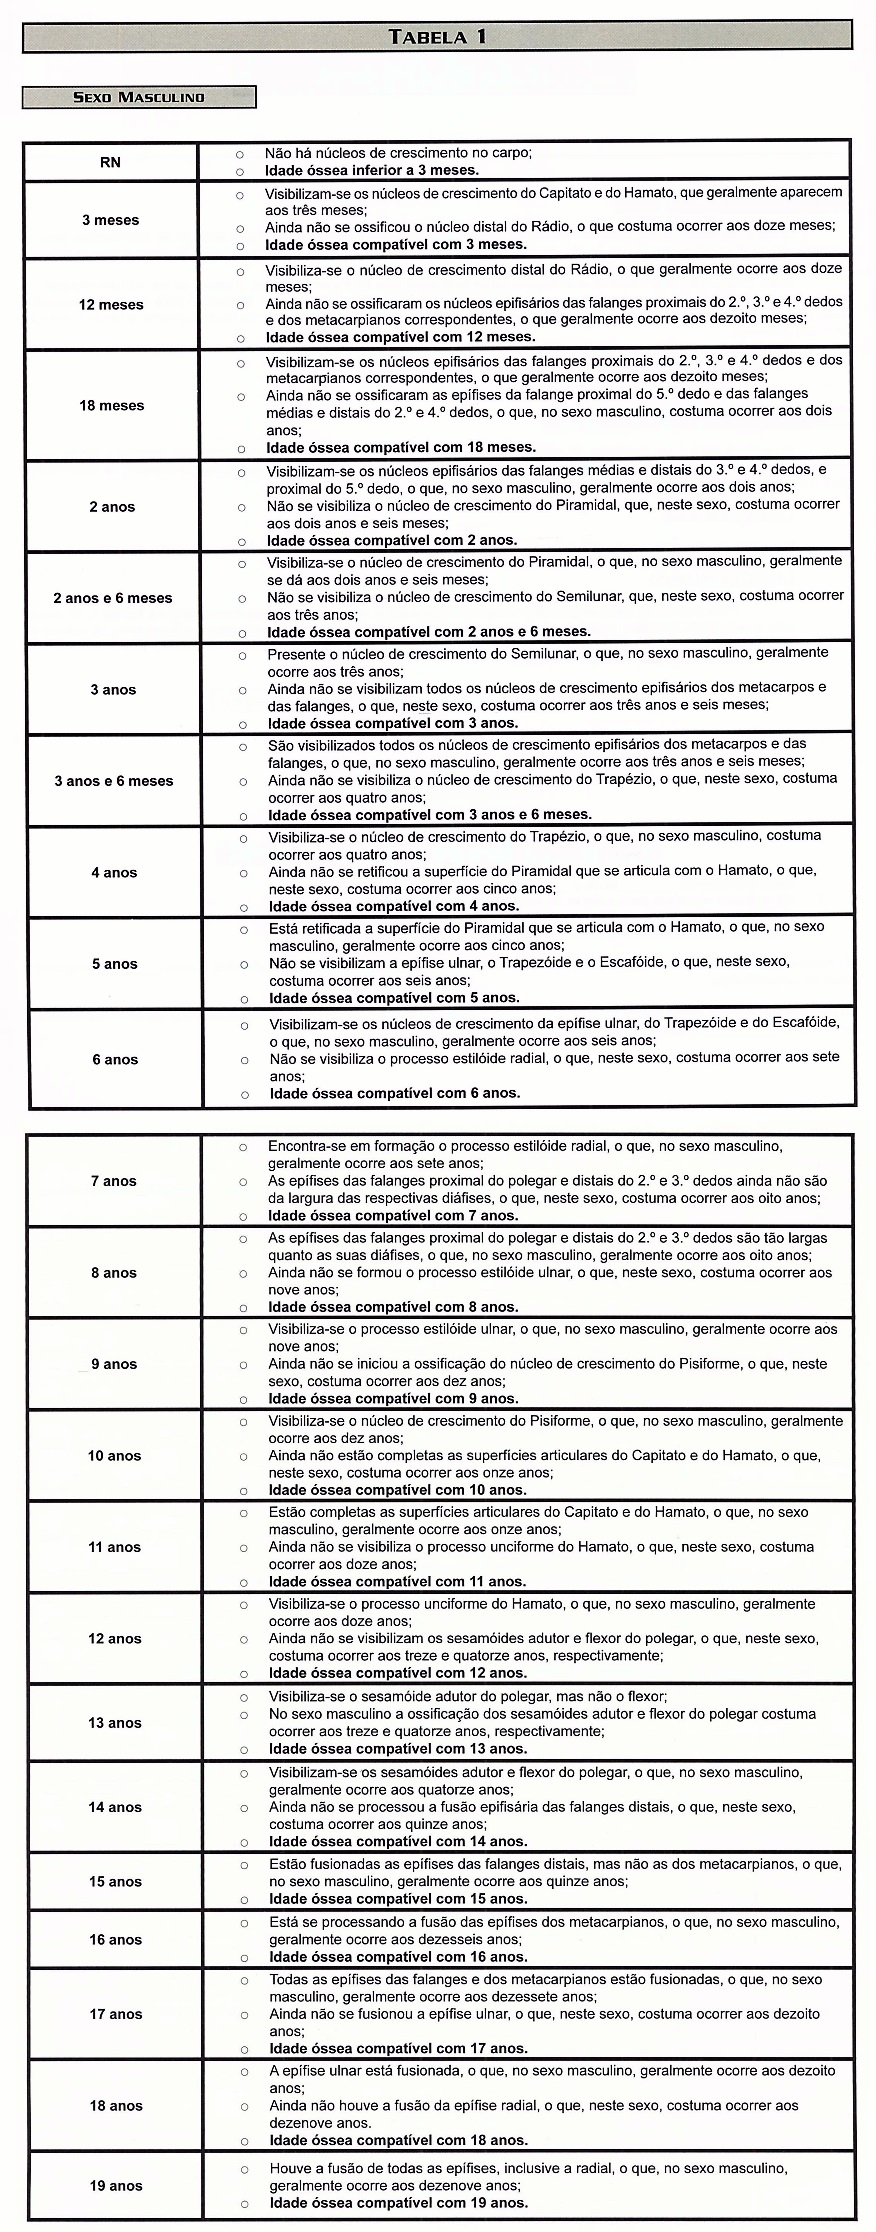 TABELA 1
SEXO MASCULINO
RN
○ Não há núcleos de crescimento no carpo;
○ Idade óssea inferior a 3 meses.
3 meses
○ Visibilizam-se os núcleos de crescimento do Capitato e do Hamato, que geralmente aparecem
aos três meses;
○ Ainda não se ossificou o núcleo distal do Rádio, o que costuma ocorrer aos doze meses;
○ Idade óssea compatível com 3 meses.
12 meses
○ Visibiliza-se o núcleo de crescimento distal do Rádio, o que geralmente ocorre aos doze
meses;
○ Ainda não se ossificaram os núcleos epifisários das falanges proximais do 2.º, 3.º e 4.º dedos
e dos metacarpianos correspondentes, o que geralmente ocorre aos dezoito meses;
○ Idade óssea compatível com 12 meses.
18 meses
○ Visibilizam-se os núcleos epifisários das falanges proximais do 2.º, 3.º e 4.º dedos e dos
metacarpianos correspondentes, o que geralmente ocorre aos dezoito meses;
○ Ainda não se ossificaram as epífises da falange proximal do 5.º dedo e das falanges
médias e distais do 2.º e 4.º dedos, o que, no sexo masculino, costuma ocorrer aos dois
anos;
○ Idade óssea compatível com 18 meses.
2 anos
○ Visibilizam-se os núcleos epifisários das falanges médias e distais do 3.º e 4.º dedos, e
proximal do 5.º dedo, o que, no sexo masculino, geralmente ocorre aos dois anos;
○ Não se visibiliza o núcleo de crescimento do Piramidal, que, neste sexo, costuma ocorrer
aos dois anos e seis meses;
○ Idade óssea compatível com 2 anos.
2 anos e 6 meses
○ Visibiliza-se o núcleo de crescimento do Piramidal, o que, no sexo masculino, geralmente
se dá aos dois anos e seis meses;
○ Não se visibiliza o núcleo de crescimento do Semilunar, que, neste sexo, costuma ocorrer
aos três anos;
○ Idade óssea compatível com 2 anos e 6 meses.
3 anos
○ Presente o núcleo de crescimento do Semilunar, o que, no sexo masculino, geralmente
ocorre aos três anos;
○ Ainda não se visibilizam todos os núcleos de crescimento epifisários dos metacarpos e
das falanges, o que, neste sexo, costuma ocorrer aos três anos e seis meses;
○ Idade óssea compatível com 3 anos.
3 anos e 6 meses
○ São visibilizados todos os núcleos de crescimento epifisários dos metacarpos e das
falanges, o que, no sexo masculino, geralmente ocorre aos três anos e seis meses;
○ Ainda não se visibiliza o núcleo de crescimento do Trapézio, o que, neste sexo, costuma
ocorrer aos quatro anos;
○ Idade óssea compatível com 3 anos e 6 meses.
4 anos
○ Visibiliza-se o núcleo de crescimento do Trapézio, o que, no sexo masculino, costuma
ocorrer aos quatro anos;
○ Ainda não se retificou a superfície do Piramidal que se articula com o Hamato, o que,
neste sexo, costuma ocorrer aos cinco anos;
○ Idade óssea compatível com 4 anos.
5 anos
○ Está retificada a superfície do Piramidal que se articula com o Hamato, o que, no sexo
masculino, geralmente ocorre aos cinco anos;
○ Não se visibilizam a epífise ulnar, o Trapezóide e o Escafóide, o que, neste sexo,
costuma ocorrer aos seis anos;
○ Idade óssea compatível com 5 anos.
6 anos
○ Visibilizam-se os núcleos de crescimento da epífise ulnar, do Trapezóide e do Escafóide,
o que, no sexo masculino, geralmente ocorre aos seis anos;
○ Não se visibiliza o processo estilóide radial, o que, neste sexo, costuma ocorrer aos sete
anos;
○ Idade óssea compatível com 6 anos.
7 anos
○ Encontra-se em formação o processo estilóide radial, o que, no sexo masculino,
geralmente ocorre aos sete anos;
○ As epífises das falanges proximal do polegar e distais do 2.º e 3.º dedos ainda não são
da largura das respectivas diáfises, o que, neste sexo, costuma ocorrer aos oito anos;
○ Idade óssea compatível com 7 anos.
8 anos
○ As epífises das falanges proximal do polegar e distais do 2.º e 3.º dedos são tão largas
quanto as suas diáfises, o que, no sexo masculino, geralmente ocorre aos oito anos;
○ Ainda não se formou o processo estilóide ulnar, o que, neste sexo, costuma ocorrer aos
nove anos;
○ Idade óssea compatível com 8 anos.
9 anos
○ Visibiliza-se o processo estilóide ulnar, o que, no sexo masculino, geralmente ocorre aos
nove anos;
○ Ainda não se iniciou a ossificação do núcleo de crescimento do Pisiforme, o que, neste
sexo, costuma ocorrer aos dez anos;
○ Idade óssea compatível com 9 anos.
10 anos
○ Visibiliza-se o núcleo de crescimento do Pisiforme, o que, no sexo masculino, geralmente
ocorre aos dez anos;
○ Ainda não estão completas as superfícies articulares do Capitato e do Hamato, o que,
neste sexo, costuma ocorrer aos onze anos;
○ Idade óssea compatível com 10 anos.
11 anos
○ Estão completas as superfícies articulares do Capitato e do Hamato, o que, no sexo
masculino, geralmente ocorre aos onze anos;
○ Ainda não se visibiliza o processo unciforme do Hamato, o que, neste sexo, costuma
ocorrer aos doze anos;
○ Idade óssea compatível com 11 anos.
12 anos
○ Visibiliza-se o processo unciforme do Hamato, o que, no sexo masculino, geralmente
ocorre aos doze anos;
○ Ainda não se visibilizam os sesamóides adutor e flexor do polegar, o que, neste sexo,
costuma ocorrer aos treze e quatorze anos, respectivamente;
○ Idade óssea compatível com 12 anos.
13 anos
○ Visibiliza-se o sesamóide adutor do polegar, mas não o flexor;
○ No sexo masculino a ossificação dos sesamóides adutor e flexor do polegar costuma
ocorrer aos treze e quatorze anos, respectivamente;
○ Idade óssea compatível com 13 anos.
14 anos
○ Visibilizam-se os sesamóides adutor e flexor do polegar, o que, no sexo masculino,
geralmente ocorre aos quatorze anos;
○ Ainda não se processou a fusão epifisária das falanges distais, o que, neste sexo,
costuma ocorrer aos quinze anos;
○ Idade óssea compatível com 14 anos.
15 anos
○ Estão fusionadas as epífises das falanges distais, mas não as dos metacarpianos, o que,
no sexo masculino, geralmente ocorre aos quinze anos;
○ Idade óssea compatível com 15 anos.
16 anos
○ Está se processando a fusão das epífises dos metacarpianos, o que, no sexo masculino,
geralmente ocorre aos dezesseis anos;
○ Idade óssea compatível com 16 anos.
17 anos
○ Todas as epífises das falanges e dos metacarpianos estão fusionadas, o que, no sexo
masculino, geralmente ocorre aos dezessete anos;
○ Ainda não se fusionou a epífise ulnar, o que, neste sexo, costuma ocorrer aos dezoito
anos;
○ Idade óssea compatível com 17 anos.
18 anos
○ A epífise ulnar está fusionada, o que, no sexo masculino, geralmente ocorre aos dezoito
anos;
○ Ainda não houve a fusão da epífise radial, o que, neste sexo, costuma ocorrer aos
dezenove anos.
○ Idade óssea compatível com 18 anos.
19 anos
○ Houve a fusão de todas as epífises, inclusive a radial, o que, no sexo masculino,
geralmente ocorre aos dezenove anos;
○ Idade óssea compatível com 19 anos.